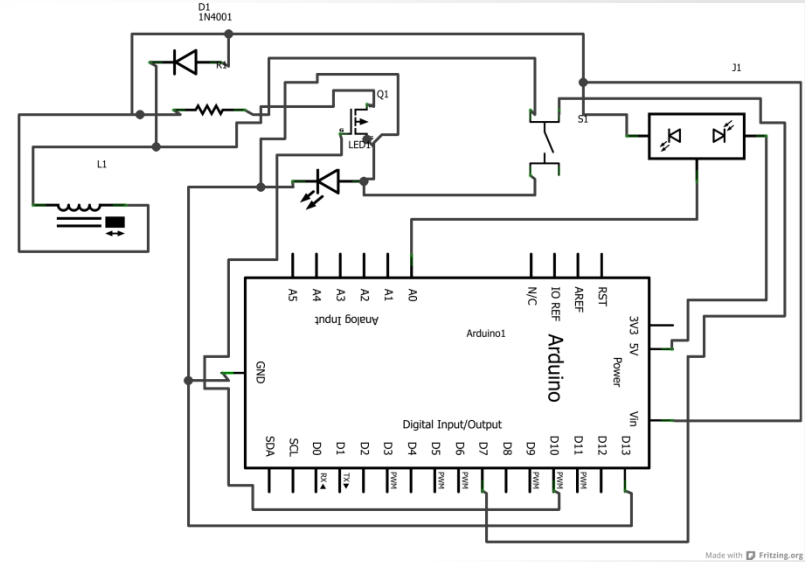 D1
1N4001
R1
J1
Q1
G
S1
LED1
L1
A5
A4
A3
A2
A1
A0
N/C
IO REF
AREF
RST
Analog Input
Arduino1
Arduino
3V3
5V
Power
Vin
GND
Digital Input/Output
SDA
SCL
D0
D1
D2
D3
D4
D5
D6
D7
D8
D9
D10
D11
D12
D13
RX
TX
PWM
PWM
PWM
PWM
PWM
PWM
Made with Fritzing.org